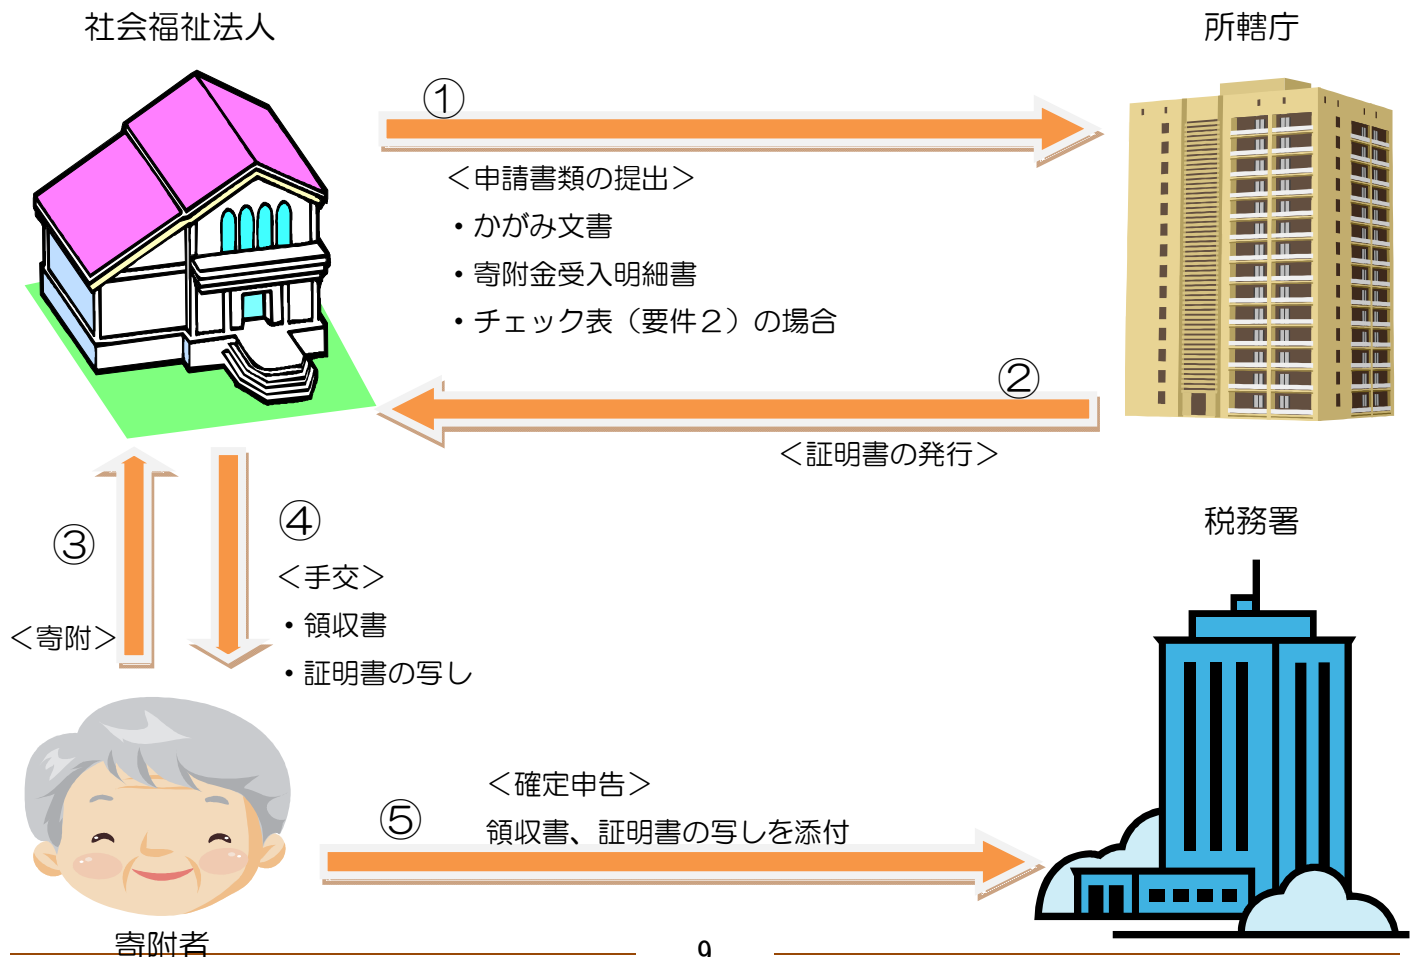 社会福祉法人
所轄庁
①
＜申請書類の提出＞
・かがみ文書
・寄附金受入明細書
・チェック表（要件２）の場合
②
＜証明書の発行＞
③
＜寄附＞
④
＜手交＞
・領収書
・証明書の写し
税務署
⑤
＜確定申告＞
領収書、証明書の写しを添付
寄附者
9